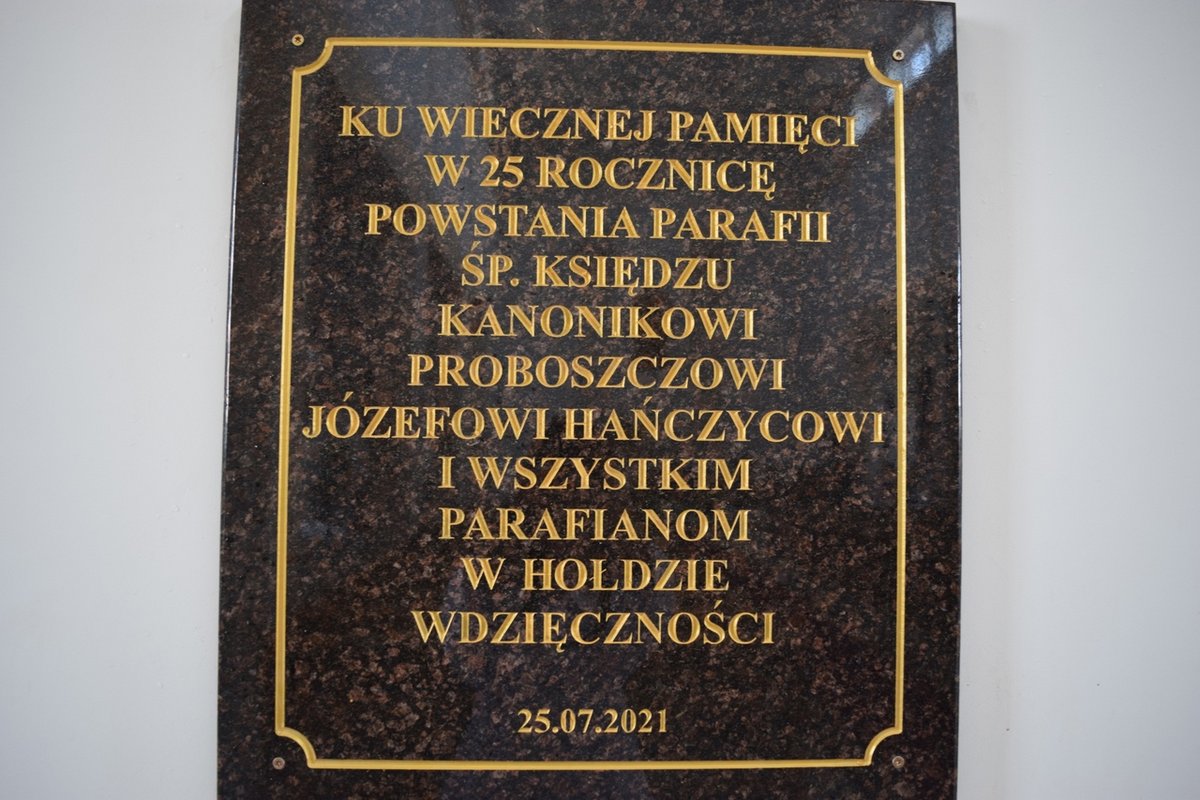 KU WIECZNEJ PAMIĘCI
W 25 ROCZNICĘ
POWSTANIA PARAFII
ŚP. KSIĘDZU
KANONIKOWI
PROBOSZCZOWI
JÓZEFOWI HAŃCZYCOWI
I WSZYSTKIM
PARAFIANOM
W HOŁDZIE
WDZIĘCZNOŚCI
25.07.2021